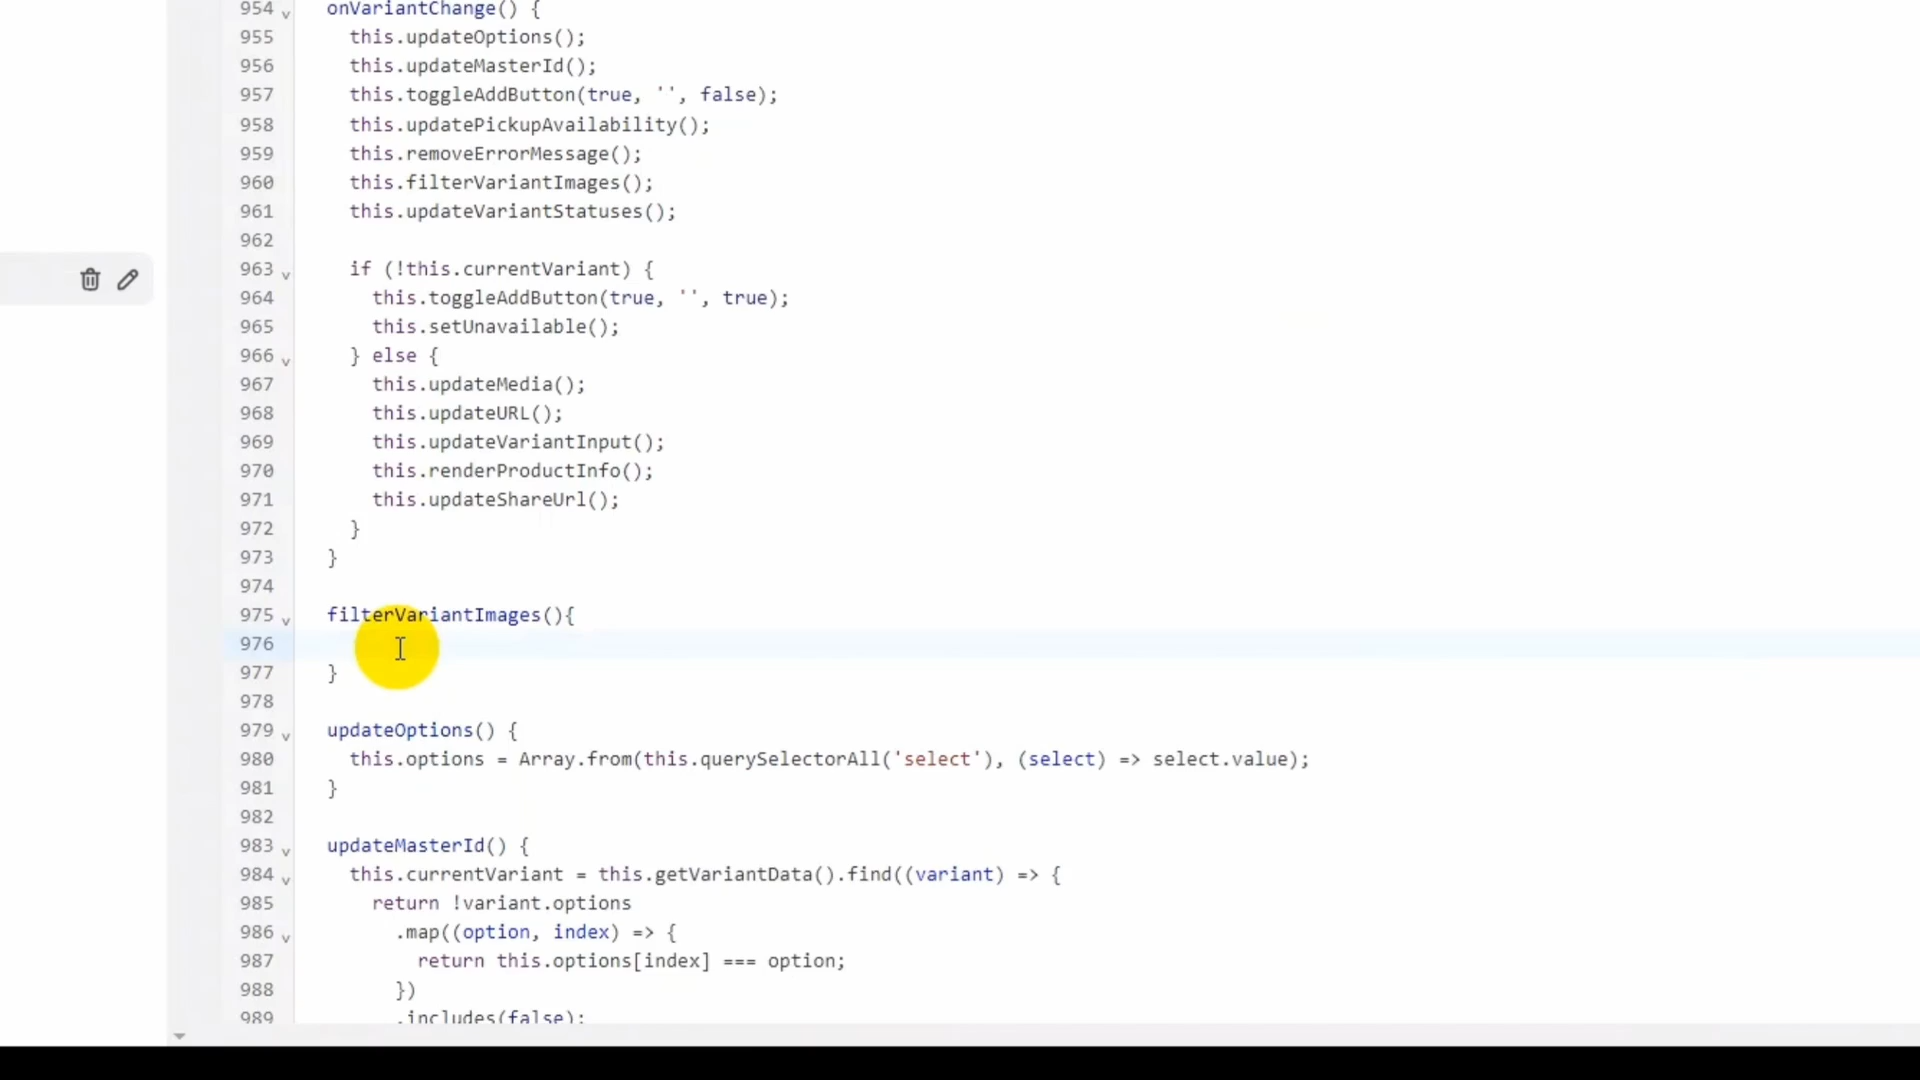 954 onVariantChange() {
955 this.updateOptions();
956 this.updateMasterId();
957 this.toggleAddButton(true, '', false);
958 this.updatePickupAvailability();
959 this.removeErrorMessage();
960 this.filterVariantImages();
961 this.updateVariantStatuses();
962
963 if (!this.currentVariant) {
964 this.toggleAddButton(true, '', true);
965 this.setUnavailable();
966 } else {
967 this.updateMedia();
968 this.updateURL();
969 this.updateVariantInput();
970 this.renderProductInfo();
971 this.updateShareUrl();
972 }
973 }
974
975 filterVariantImages(){
976
977 }
978
979 updateOptions() {
980 this.options = Array.from(this.querySelectorAll('select'), (select) => select.value);
981 }
982
983 updateMasterId() {
984 this.currentVariant = this.getVariantData().find((variant) => {
985 return !variant.options
986 .map((option, index) => {
987 return this.options[index] === option;
988 })
989 .includes(false);